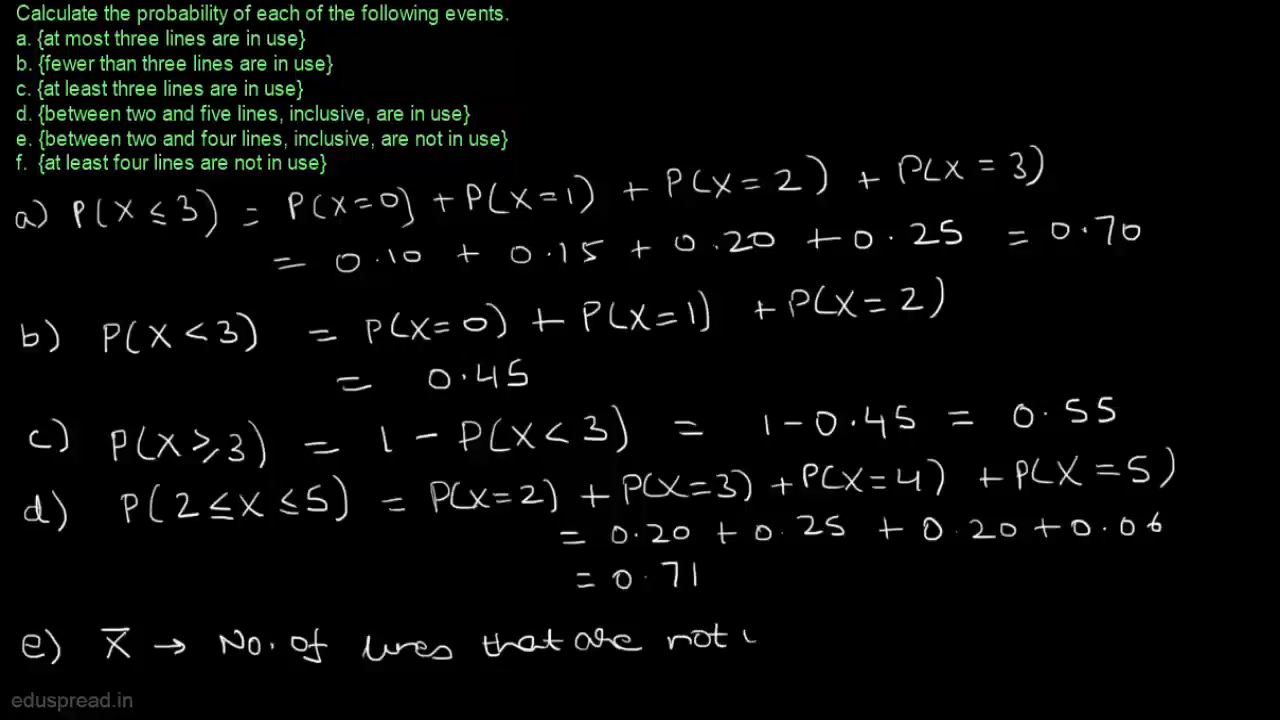 Calculate the probability of each of the following events.
a. {at most three lines are in use}
b. {fewer than three lines are in use}
c. {at least three lines are in use}
d. {between two and five lines, inclusive, are in use}
e. {between two and four lines, inclusive, are not in use}
f. {at least four lines are not in use}
a) P(X ≤ 3) = P(X=0) + P(X=1) + P(X=2) + P(X=3)
= 0.10 + 0.15 + 0.20 + 0.25 = 0.70
b) P(X < 3) = P(X=0) + P(X=1) + P(X=2)
= 0.45
c) P(X ≥ 3) = 1 - P(X < 3) = 1 - 0.45 = 0.55
d) P(2 ≤ X ≤ 5) = P(X=2) + P(X=3) + P(X=4) + P(X=5)
= 0.20 + 0.25 + 0.20 + 0.06
= 0.71
e) X̅ → No. of lines that are not ı
eduspread.in